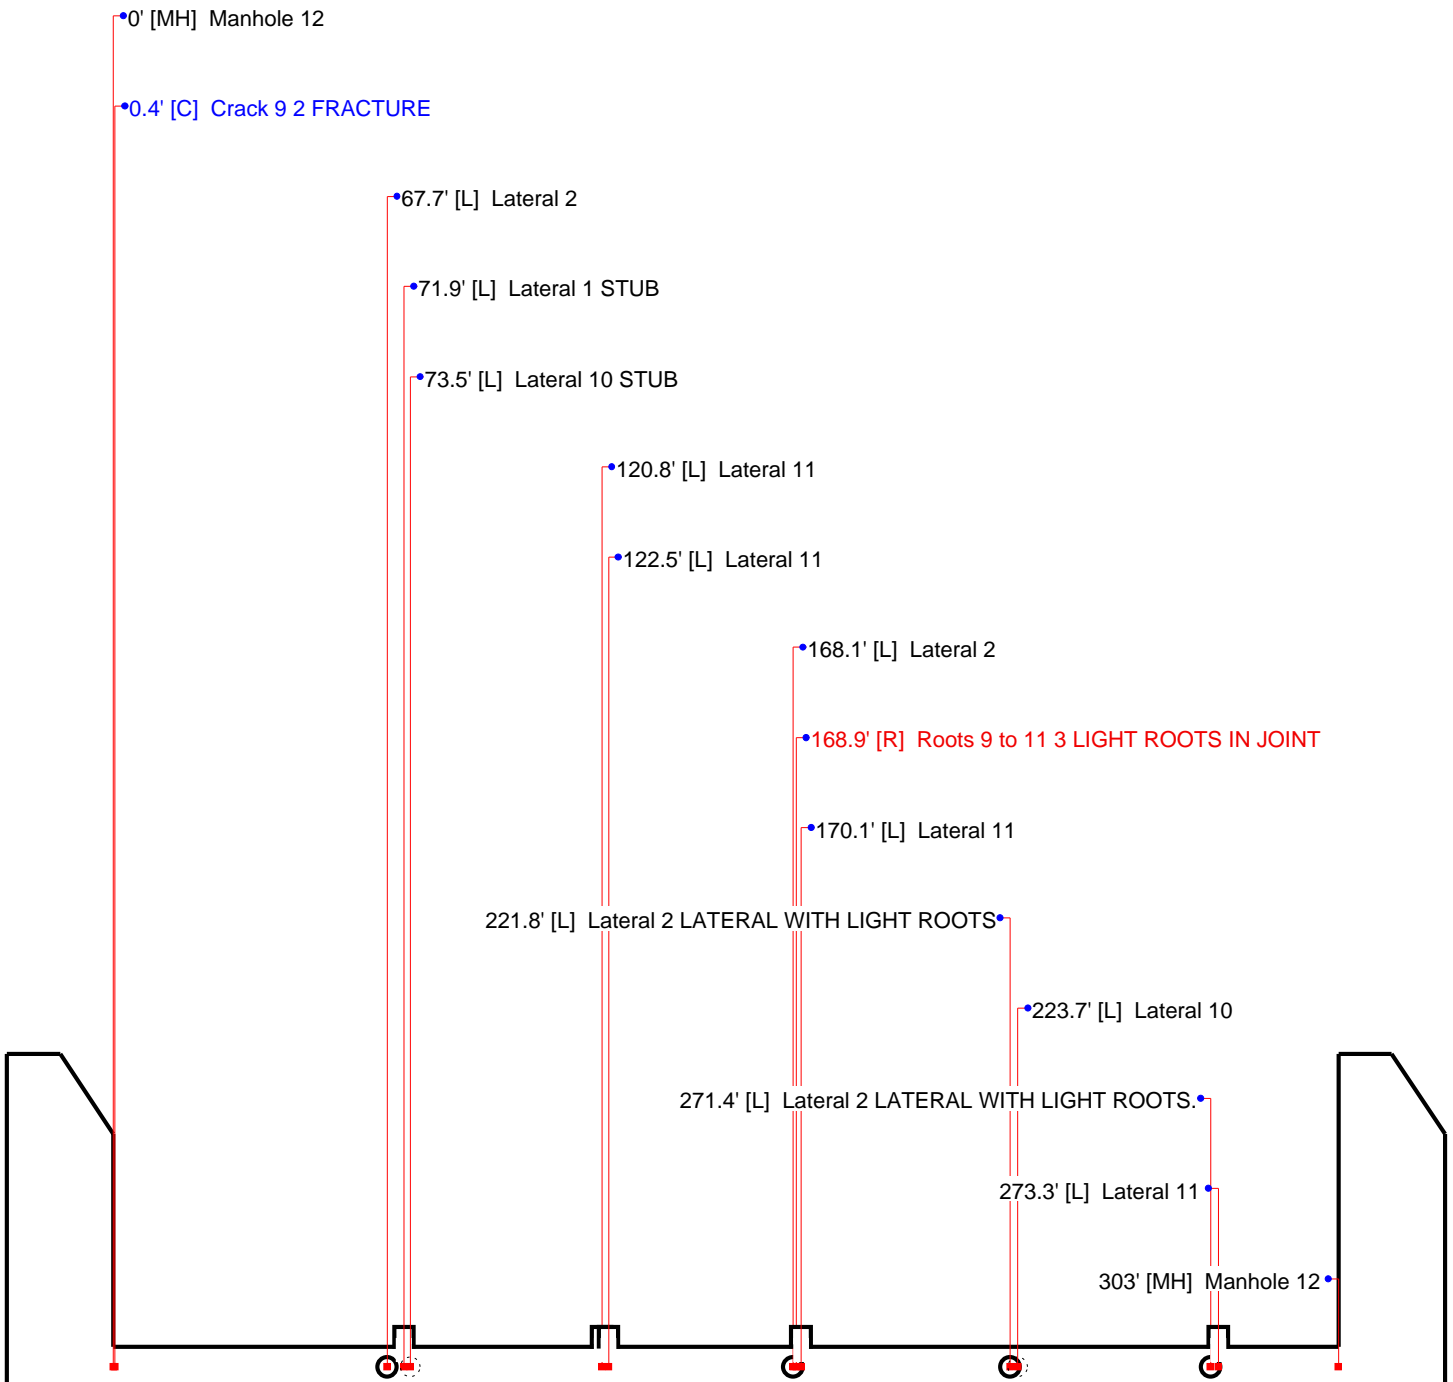 0' [MH]  Manhole 12
0.4' [C]  Crack 9 2 FRACTURE
67.7' [L]  Lateral 2
71.9' [L]  Lateral 1 STUB
73.5' [L]  Lateral 10 STUB
120.8' [L]  Lateral 11
122.5' [L]  Lateral 11
168.1' [L]  Lateral 2
168.9' [R]  Roots 9 to 11 3 LIGHT ROOTS IN JOINT
170.1' [L]  Lateral 11
221.8' [L]  Lateral 2 LATERAL WITH LIGHT ROOTS
223.7' [L]  Lateral 10
271.4' [L]  Lateral 2 LATERAL WITH LIGHT ROOTS.
273.3' [L]  Lateral 11
303' [MH]  Manhole 12